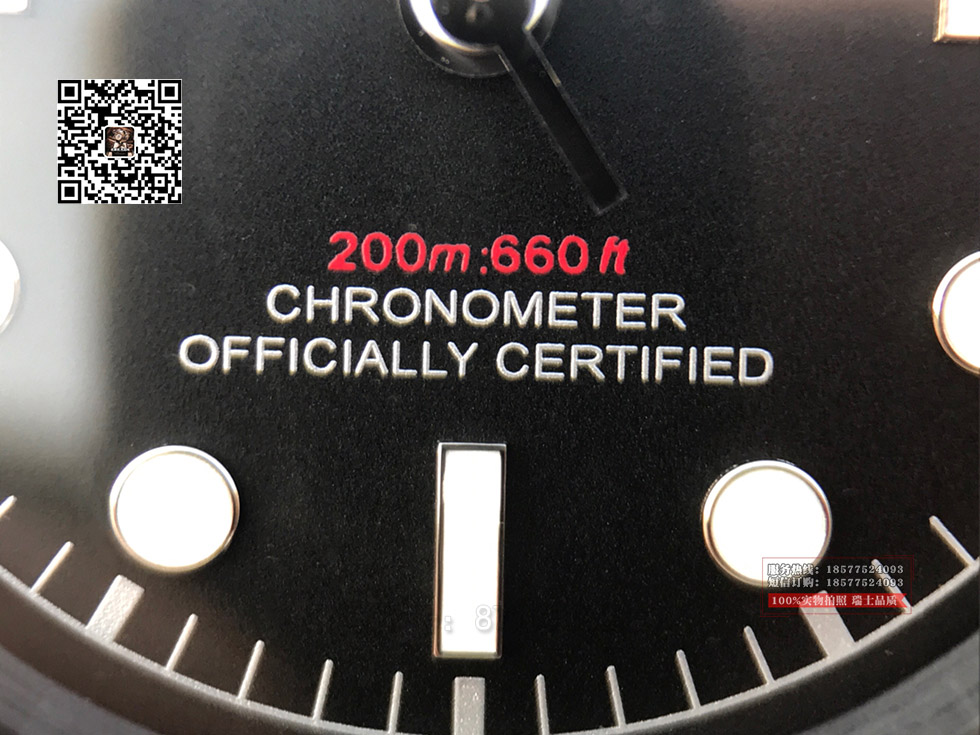 200m:660ft
CHRONOMETER
OFFICIALLY CERTIFIED
服务热线：18577524093
短信订购：18577524093
100%实物拍照 瑞士品质